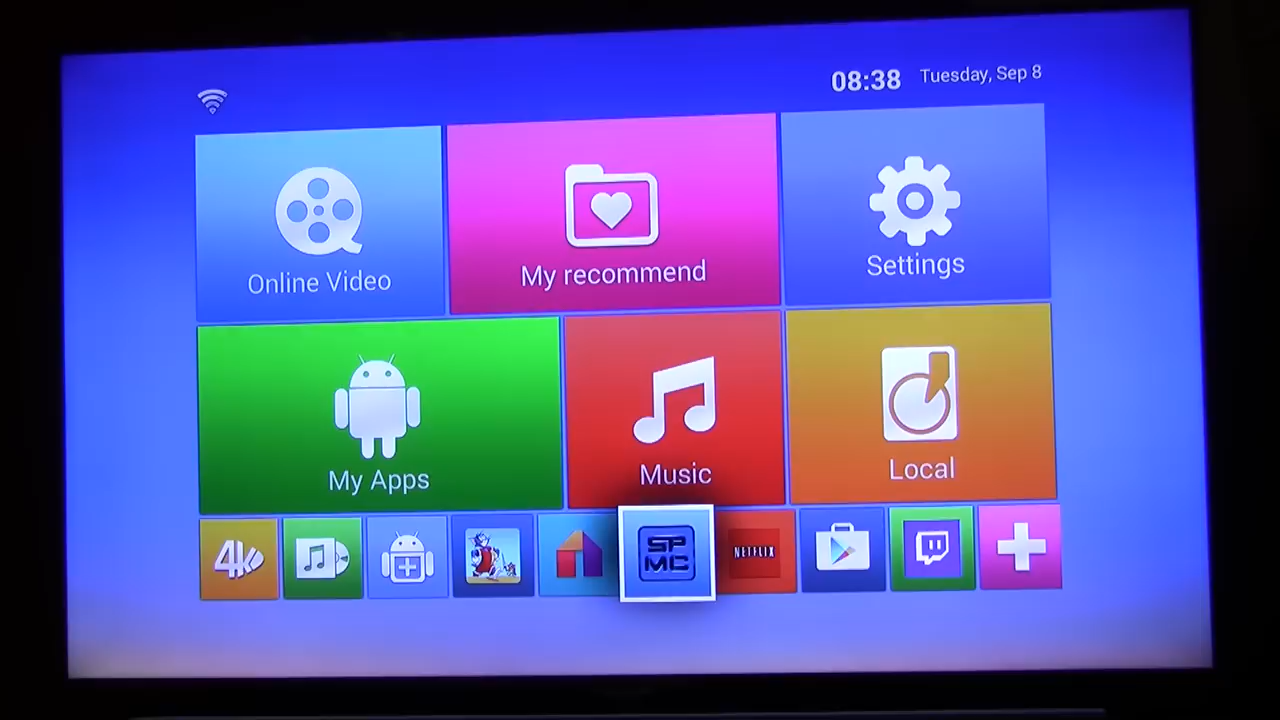 08:38 Tuesday, Sep 8
Online Video
My recommend
Settings
My Apps
Music
Local
4k
SP
MC
NETFLIX